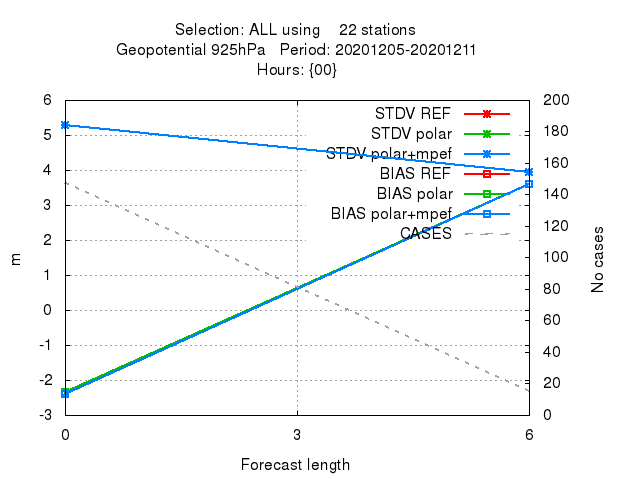 Selection: ALL using 22 stations
Geopotential 925hPa Period: 20201205-20201211
Hours: {00}
6 200
5 180
4 160
3 140
2 120
1 100
0 80
-1 60
-2 40
-3 20
0
STDV REF
STDV polar
STDV polar+mpef
BIAS REF
BIAS polar
BIAS polar+mpef
CASES
m
No cases
0 3 6
Forecast length